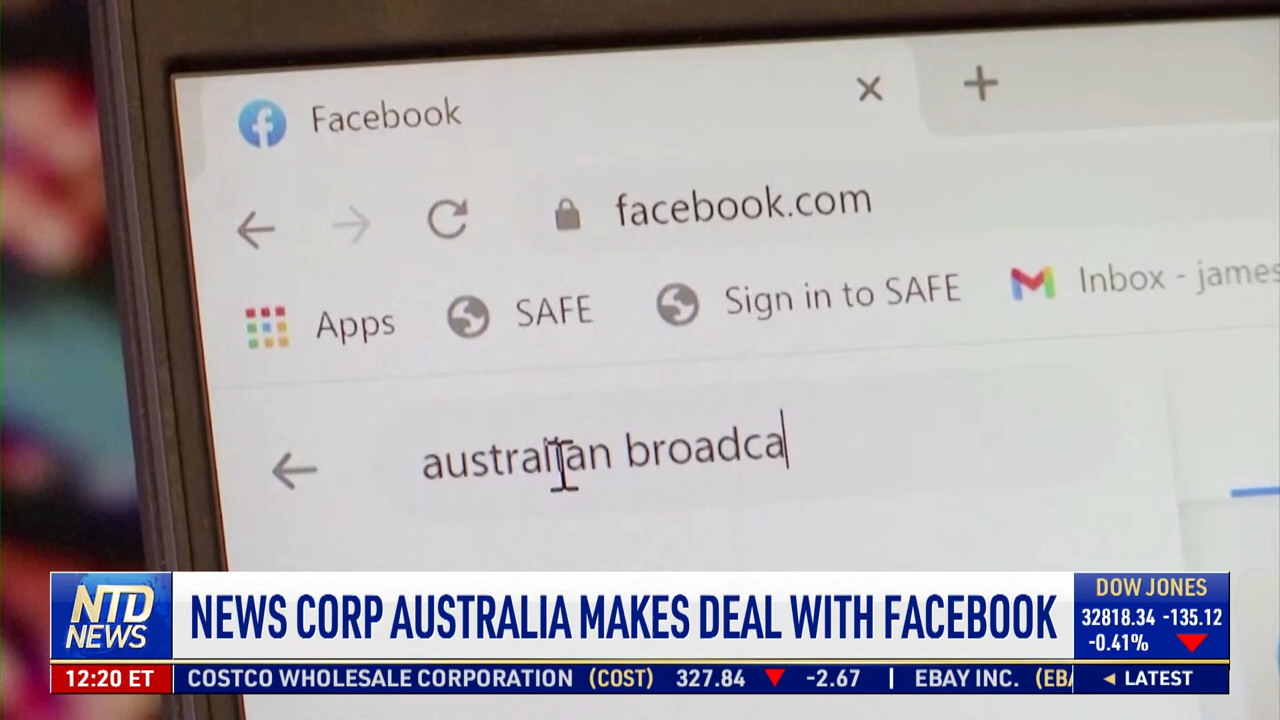 Facebook
facebook.com
Apps SAFE Sign in to SAFE Inbox - james
australian broadca
NTD NEWS
NEWS CORP AUSTRALIA MAKES DEAL WITH FACEBOOK
DOW JONES
32818.34 -135.12
-0.41%
12:20 ET
COSTCO WHOLESALE CORPORATION (COST) 327.84 ▼ -2.67 | EBAY INC. (EBA
◄ LATEST